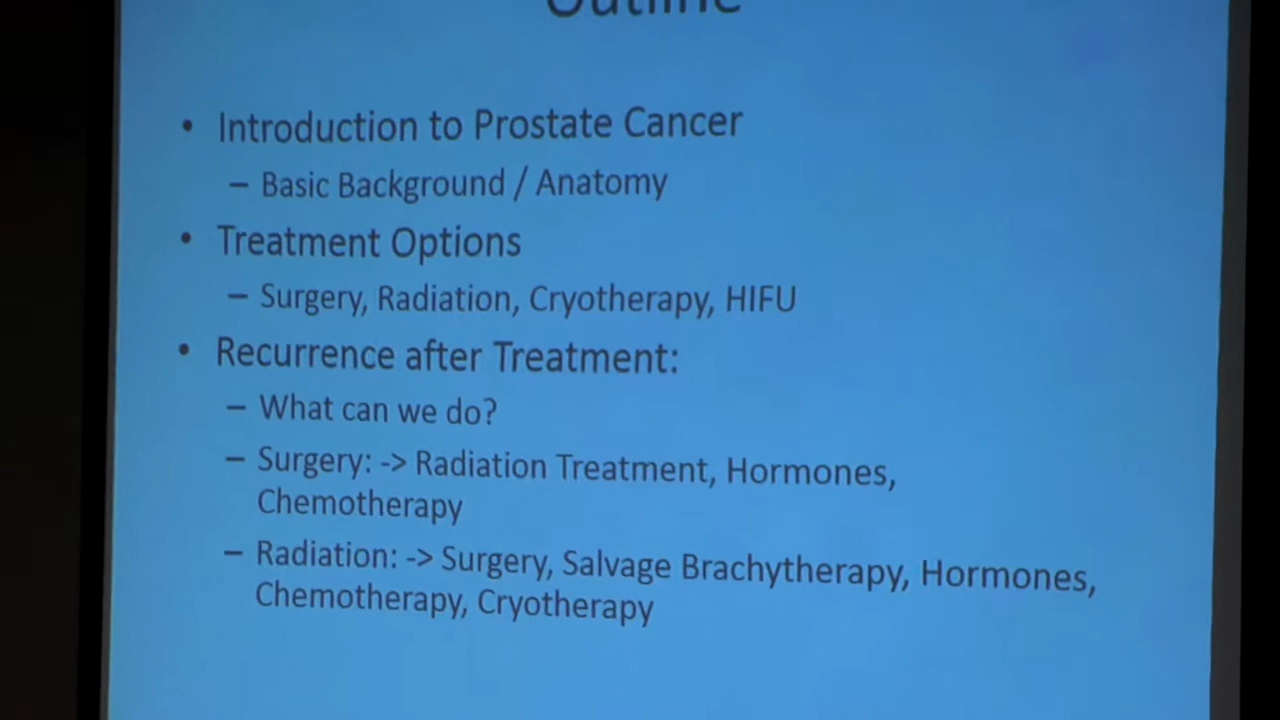 Outline
• Introduction to Prostate Cancer
– Basic Background / Anatomy
• Treatment Options
– Surgery, Radiation, Cryotherapy, HIFU
• Recurrence after Treatment:
– What can we do?
– Surgery: -> Radiation Treatment, Hormones,
Chemotherapy
– Radiation: -> Surgery, Salvage Brachytherapy, Hormones,
Chemotherapy, Cryotherapy